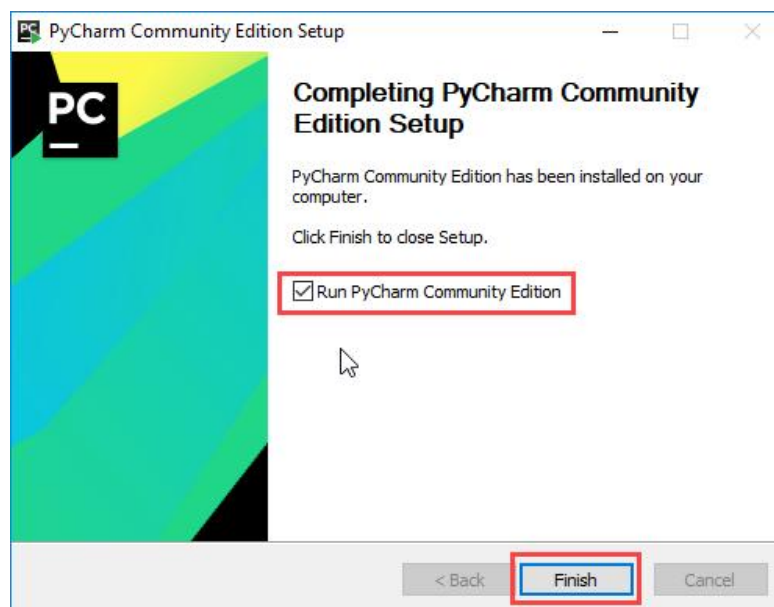 PC PyCharm Community Edition Setup
PC
Completing PyCharm Community
Edition Setup
PyCharm Community Edition has been installed on your
computer.
Click Finish to close Setup.
Run PyCharm Community Edition
< Back Finish Cancel